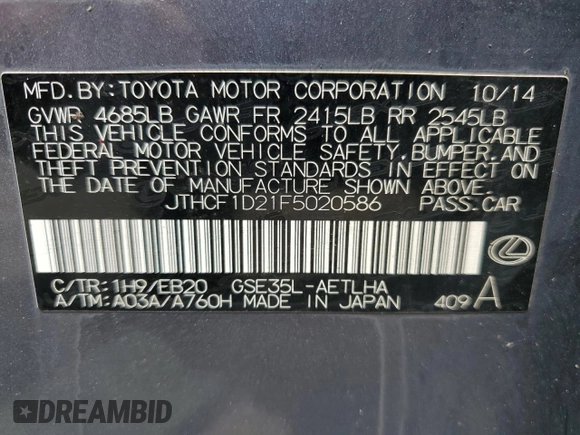 MFD.BY:TOYOTA MOTOR CORPORATION 10/14
GVWR 4685LB GAWR FR 2415LB RR 2545LB
THIS VEHICLE CONFORMS TO ALL APPLICABLE
FEDERAL MOTOR VEHICLE SAFETY,BUMPER,AND
THEFT PREVENTION STANDARDS IN EFFECT ON
THE DATE OF MANUFACTURE SHOWN ABOVE.
JTHCF1D21F5020586 PASS.CAR
C/TR:1H9/EB20 GSE35L-AETLHA
A/TM:A03A/A760H MADE IN JAPAN 409 A
DREAMBID